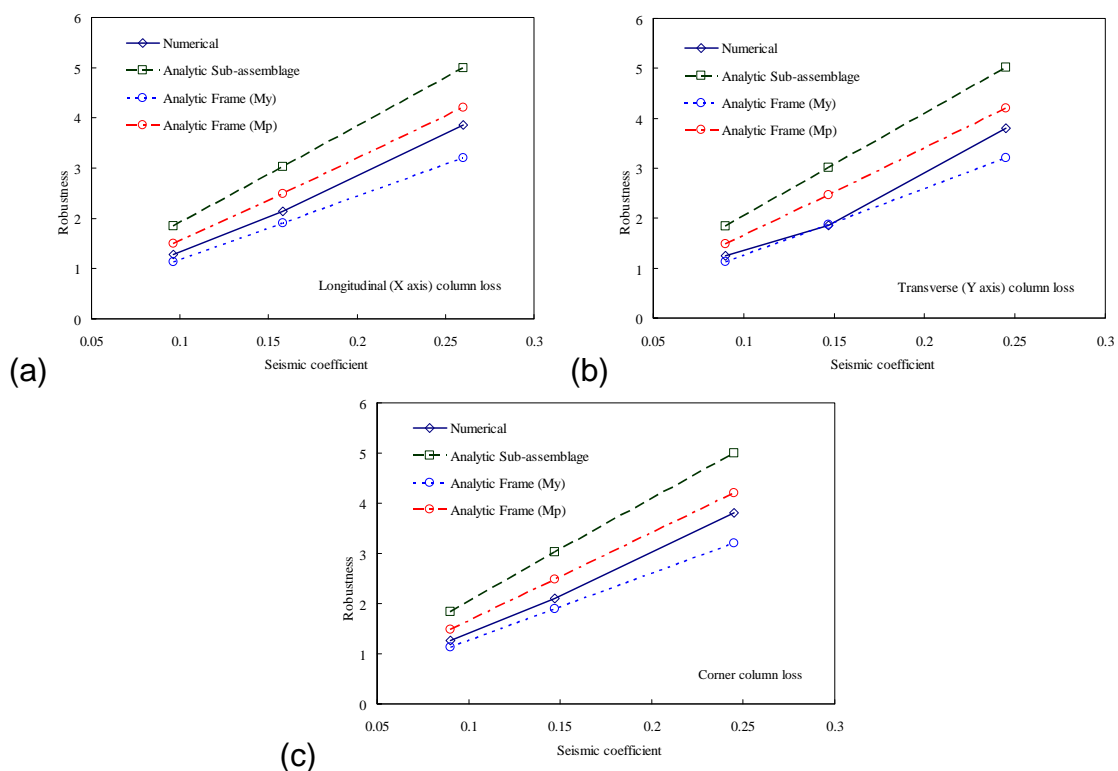 6
5
4
3
2
1
0
Robustness
Numerical
Analytic Sub-assemblage
Analytic Frame (My)
Analytic Frame (Mp)
Longitudinal (X axis) column loss
0.05 0.1 0.15 0.2 0.25 0.3
Seismic coefficient
(a)
6
5
4
3
2
1
0
Robustness
Numerical
Analytic Sub-assemblage
Analytic Frame (My)
Analytic Frame (Mp)
Transverse (Y axis) column loss
0.05 0.1 0.15 0.2 0.25 0.3
Seismic coefficient
(b)
6
5
4
3
2
1
0
Robustness
Numerical
Analytic Sub-assemblage
Analytic Frame (My)
Analytic Frame (Mp)
Corner column loss
0.05 0.1 0.15 0.2 0.25 0.3
Seismic coefficient
(c)